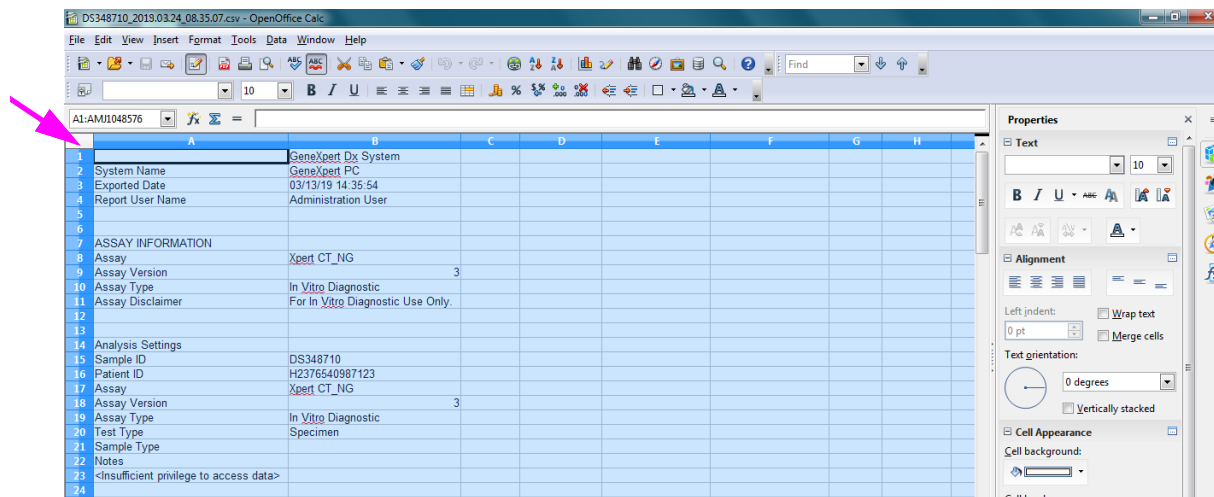 DS348710_2019.03.24_08.35.07.csv - OpenOffice Calc
File Edit View Insert Format Tools Data Window Help
Find
10 B I U
A1:AMJ1048576 fx Σ =
A B C D E F G H
1 GeneXpert Dx System
2 System Name GeneXpert PC
3 Exported Date 03/13/19 14:35:54
4 Report User Name Administration User
5
6
7 ASSAY INFORMATION
8 Assay Xpert CT_NG
9 Assay Version 3
10 Assay Type In Vitro Diagnostic
11 Assay Disclaimer For In Vitro Diagnostic Use Only.
12
13
14 Analysis Settings
15 Sample ID DS348710
16 Patient ID H2376540987123
17 Assay Xpert CT_NG
18 Assay Version 3
19 Assay Type In Vitro Diagnostic
20 Test Type Specimen
21 Sample Type
22 Notes
23 <Insufficient privilege to access data>
24
Properties
Text
10
B I U ABC
Alignment
Left indent: Wrap text
0 pt Merge cells
Text orientation:
0 degrees
Vertically stacked
Cell Appearance
Cell background: